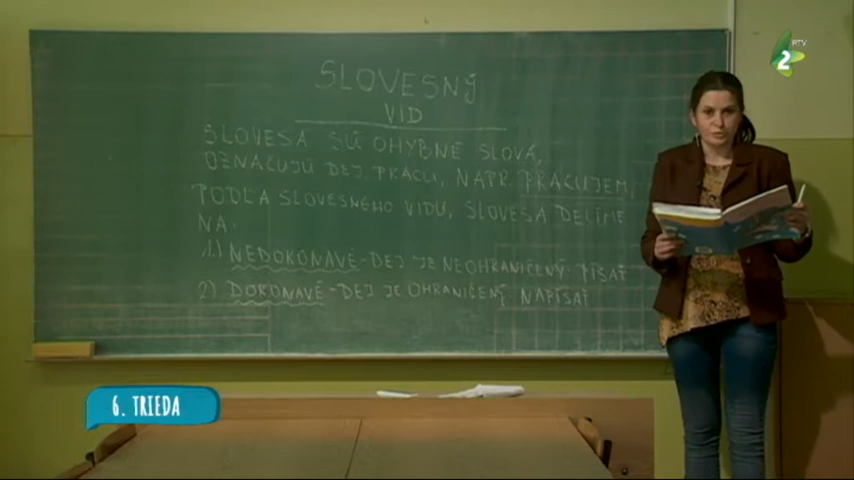 SLOVESNÝ
VID
SLOVESÁ SÚ OHYBNÉ SLOVÁ,
OZNAČUJÚ DEJ, PRÁCU, NAPR. PRACUJEM,
PODĽA SLOVESNÉHO VIDU, SLOVESÁ DELÍME
NA:
1.) NEDOKONAVÉ - DEJ JE NEOHRANIČENÝ: PÍSAŤ
2) DOKONAVÉ - DEJ JE OHRANIČENÝ NAPÍSAŤ
RTV
2
6. TRIEDA